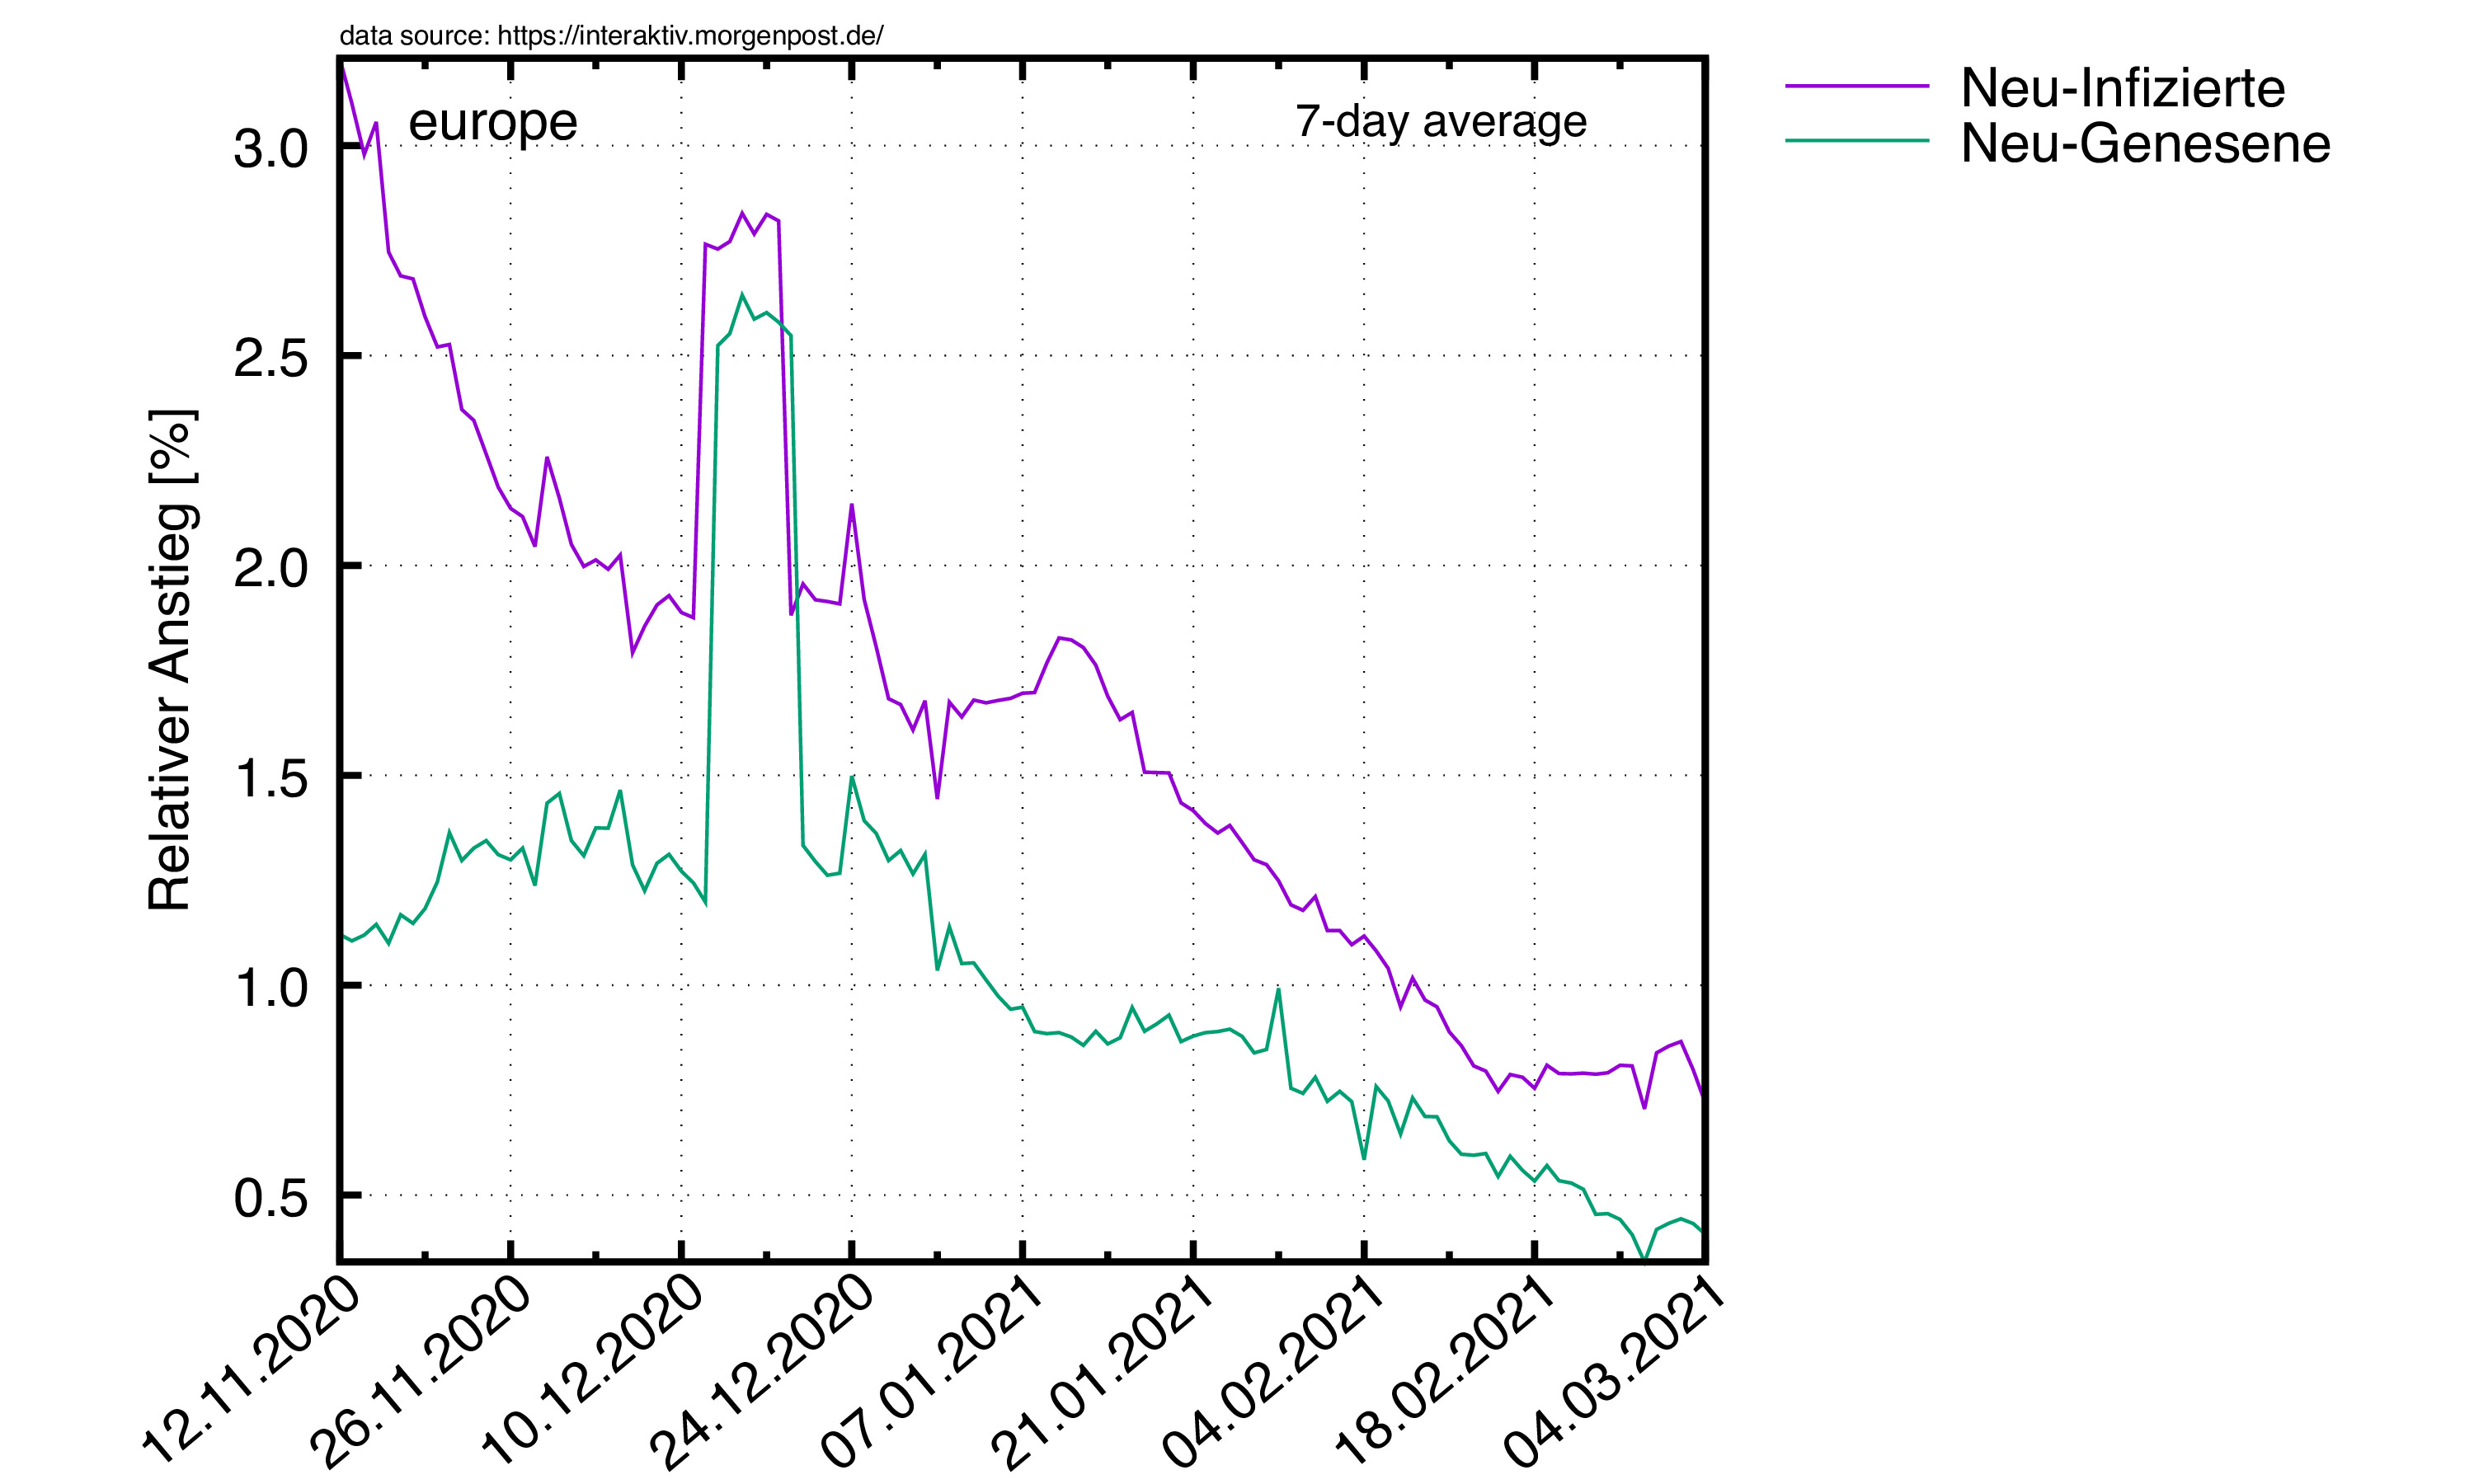 data source: https://interaktiv.morgenpost.de/
europe
7-day average
Neu-Infizierte
Neu-Genesene
Relativer Anstieg [%]
3.0
2.5
2.0
1.5
1.0
0.5
12.11.2020
26.11.2020
10.12.2020
24.12.2020
07.01.2021
21.01.2021
04.02.2021
18.02.2021
04.03.2021